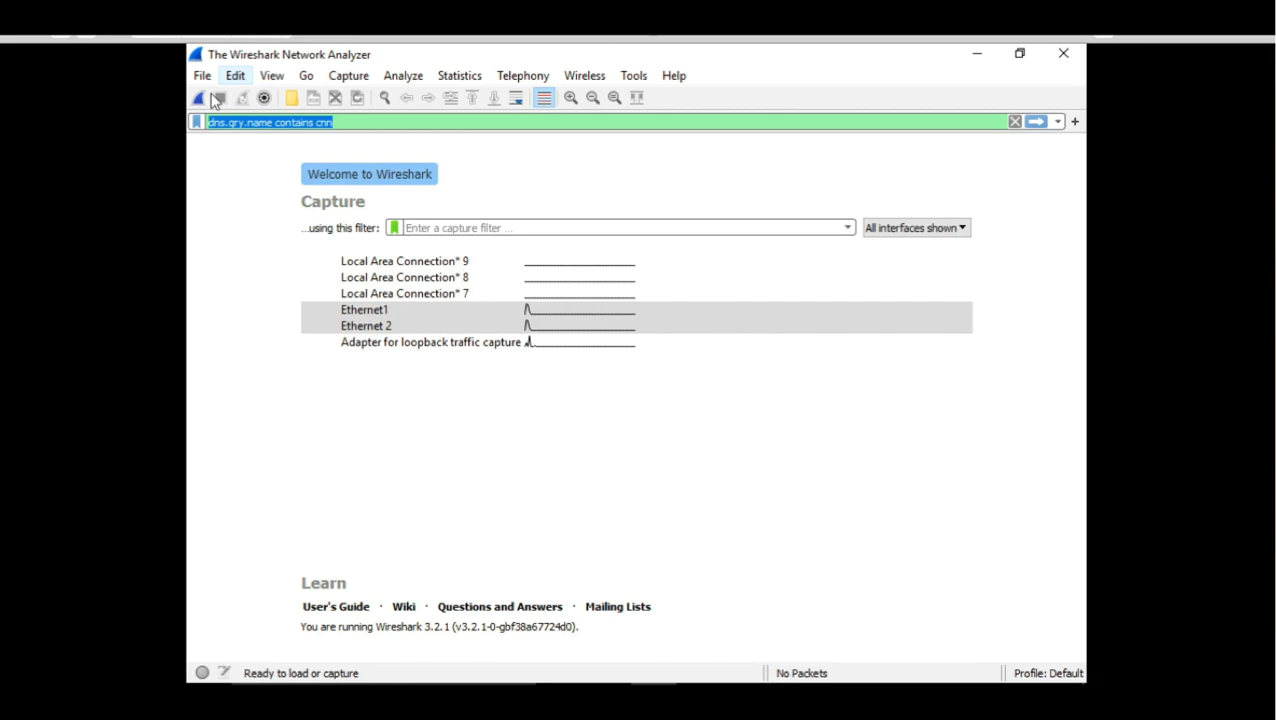 The Wireshark Network Analyzer
File Edit View Go Capture Analyze Statistics Telephony Wireless Tools Help
dns.qry.name contains cnn
Welcome to Wireshark
Capture
...using this filter: Enter a capture filter ... All interfaces shown
Local Area Connection* 9
Local Area Connection* 8
Local Area Connection* 7
Ethernet1
Ethernet 2
Adapter for loopback traffic capture
Learn
User's Guide · Wiki · Questions and Answers · Mailing Lists
You are running Wireshark 3.2.1 (v3.2.1-0-gbf38a67724d0).
Ready to load or capture No Packets Profile: Default